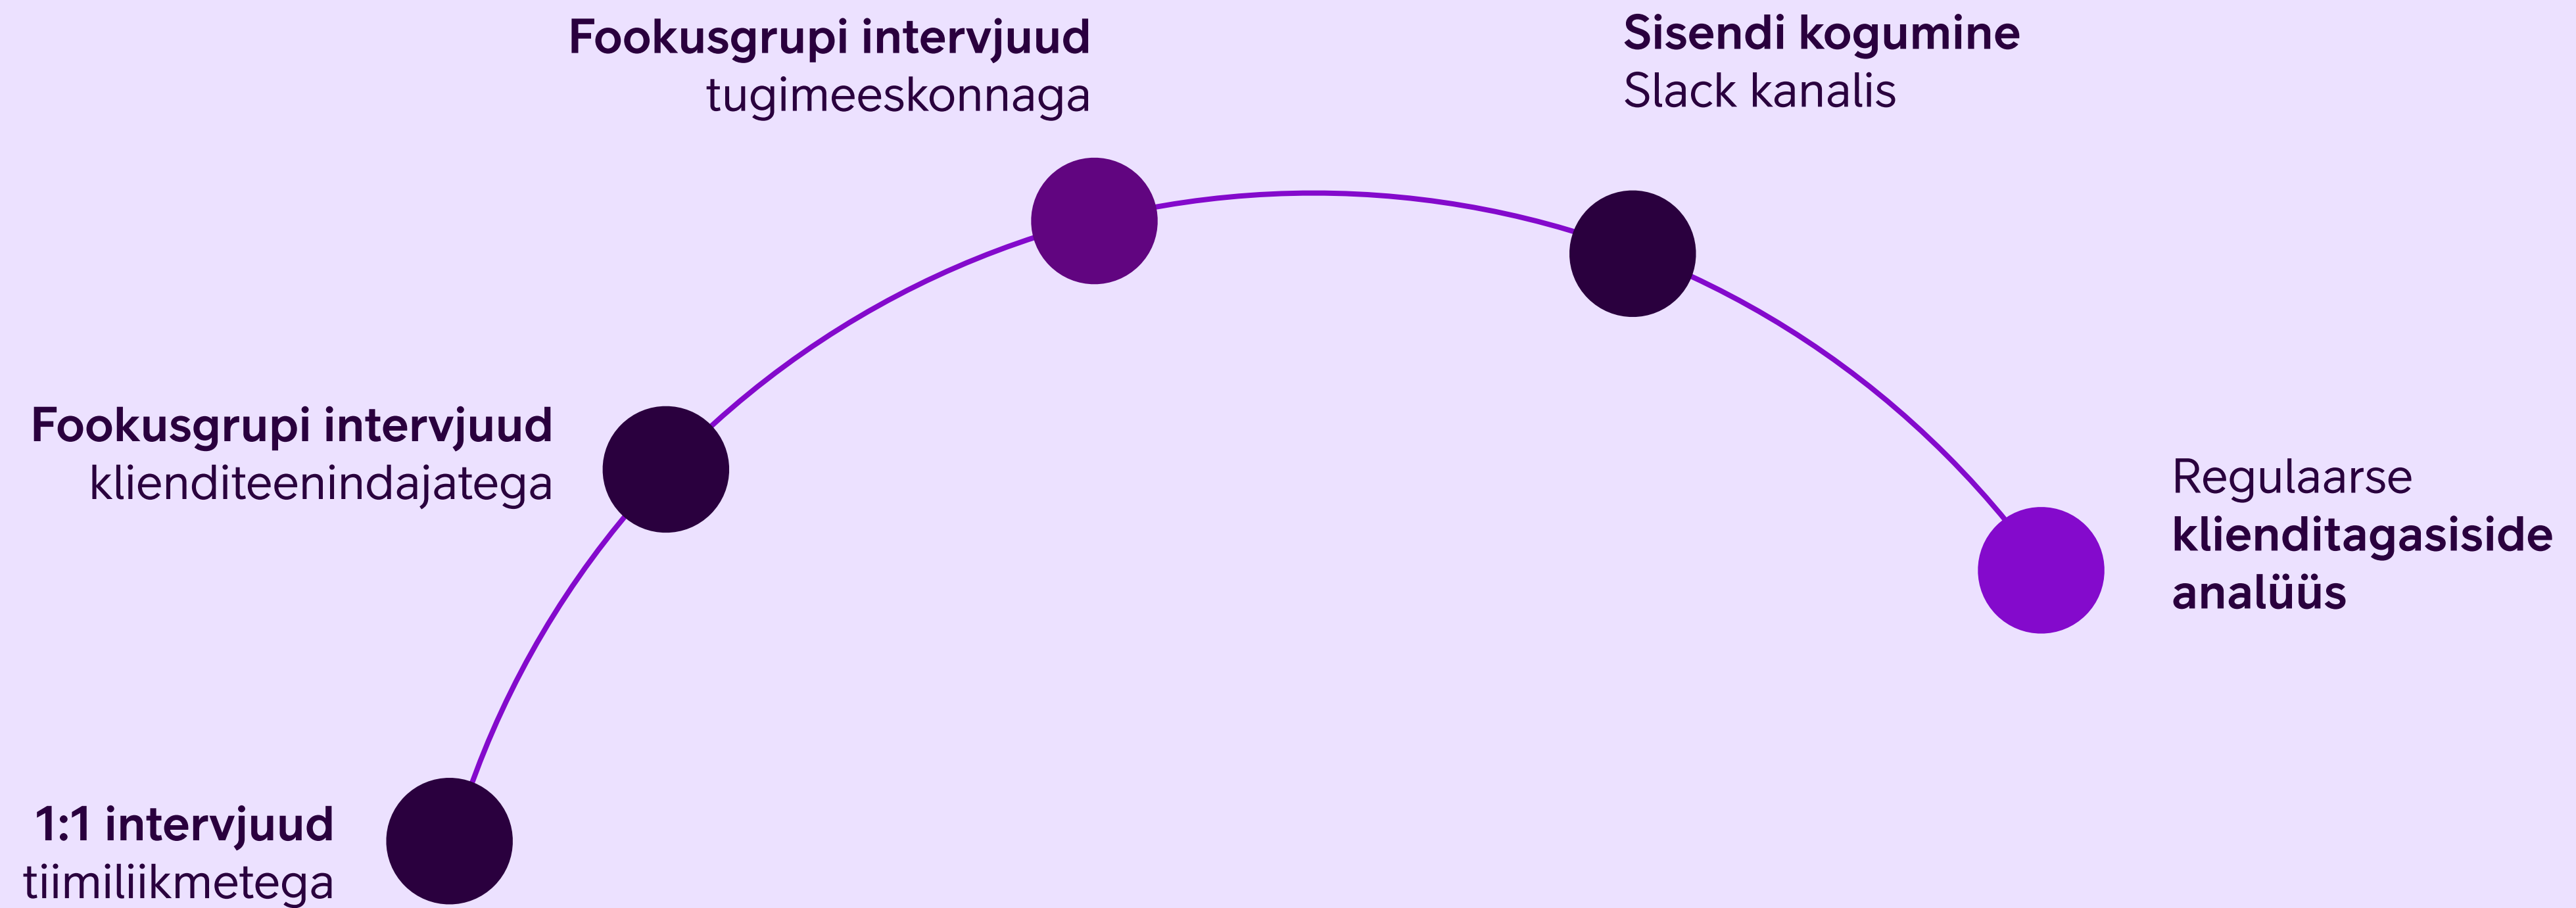 Fookusgrupi intervjuud
tugimeeskonnaga
Sisendi kogumine
Slack kanalis
Fookusgrupi intervjuud
klienditeenindajatega
Regulaarse
klienditagasiside
analüüs
1:1 intervjuud
tiimiliikmetega